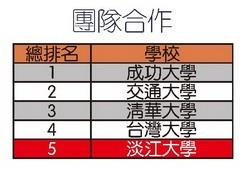 團隊合作
總排名 學校
1 成功大學
2 交通大學
3 清華大學
4 台灣大學
5 淡江大學